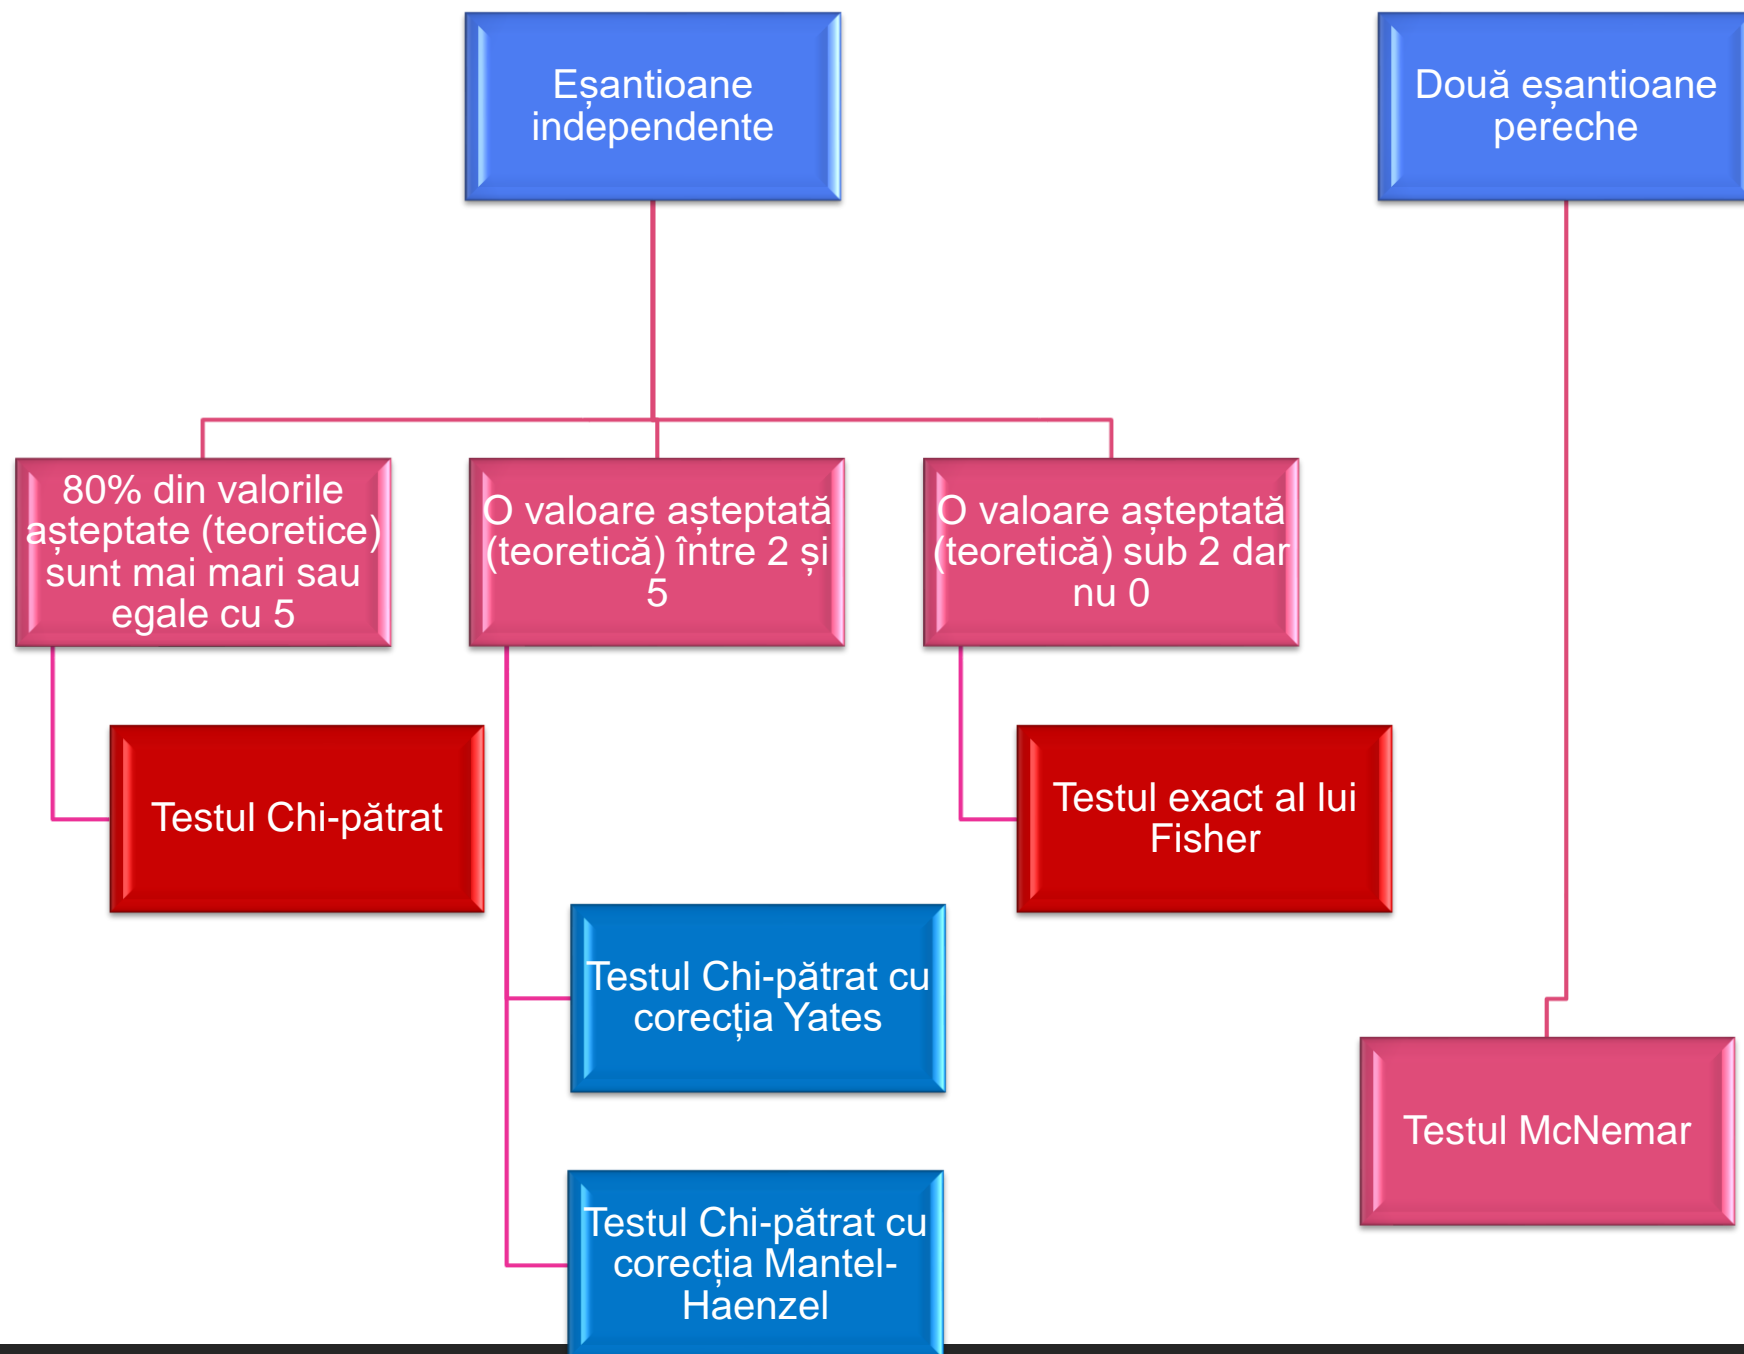 Eșantioane
independente
Două eșantioane
pereche
80% din valorile
așteptate (teoretice)
sunt mai mari sau
egale cu 5
O valoare așteptată
(teoretică) între 2 și
5
O valoare așteptată
(teoretică) sub 2 dar
nu 0
Testul Chi-pătrat
Testul exact al lui
Fisher
Testul Chi-pătrat cu
corecția Yates
Testul McNemar
Testul Chi-pătrat cu
corecția Mantel-
Haenzel